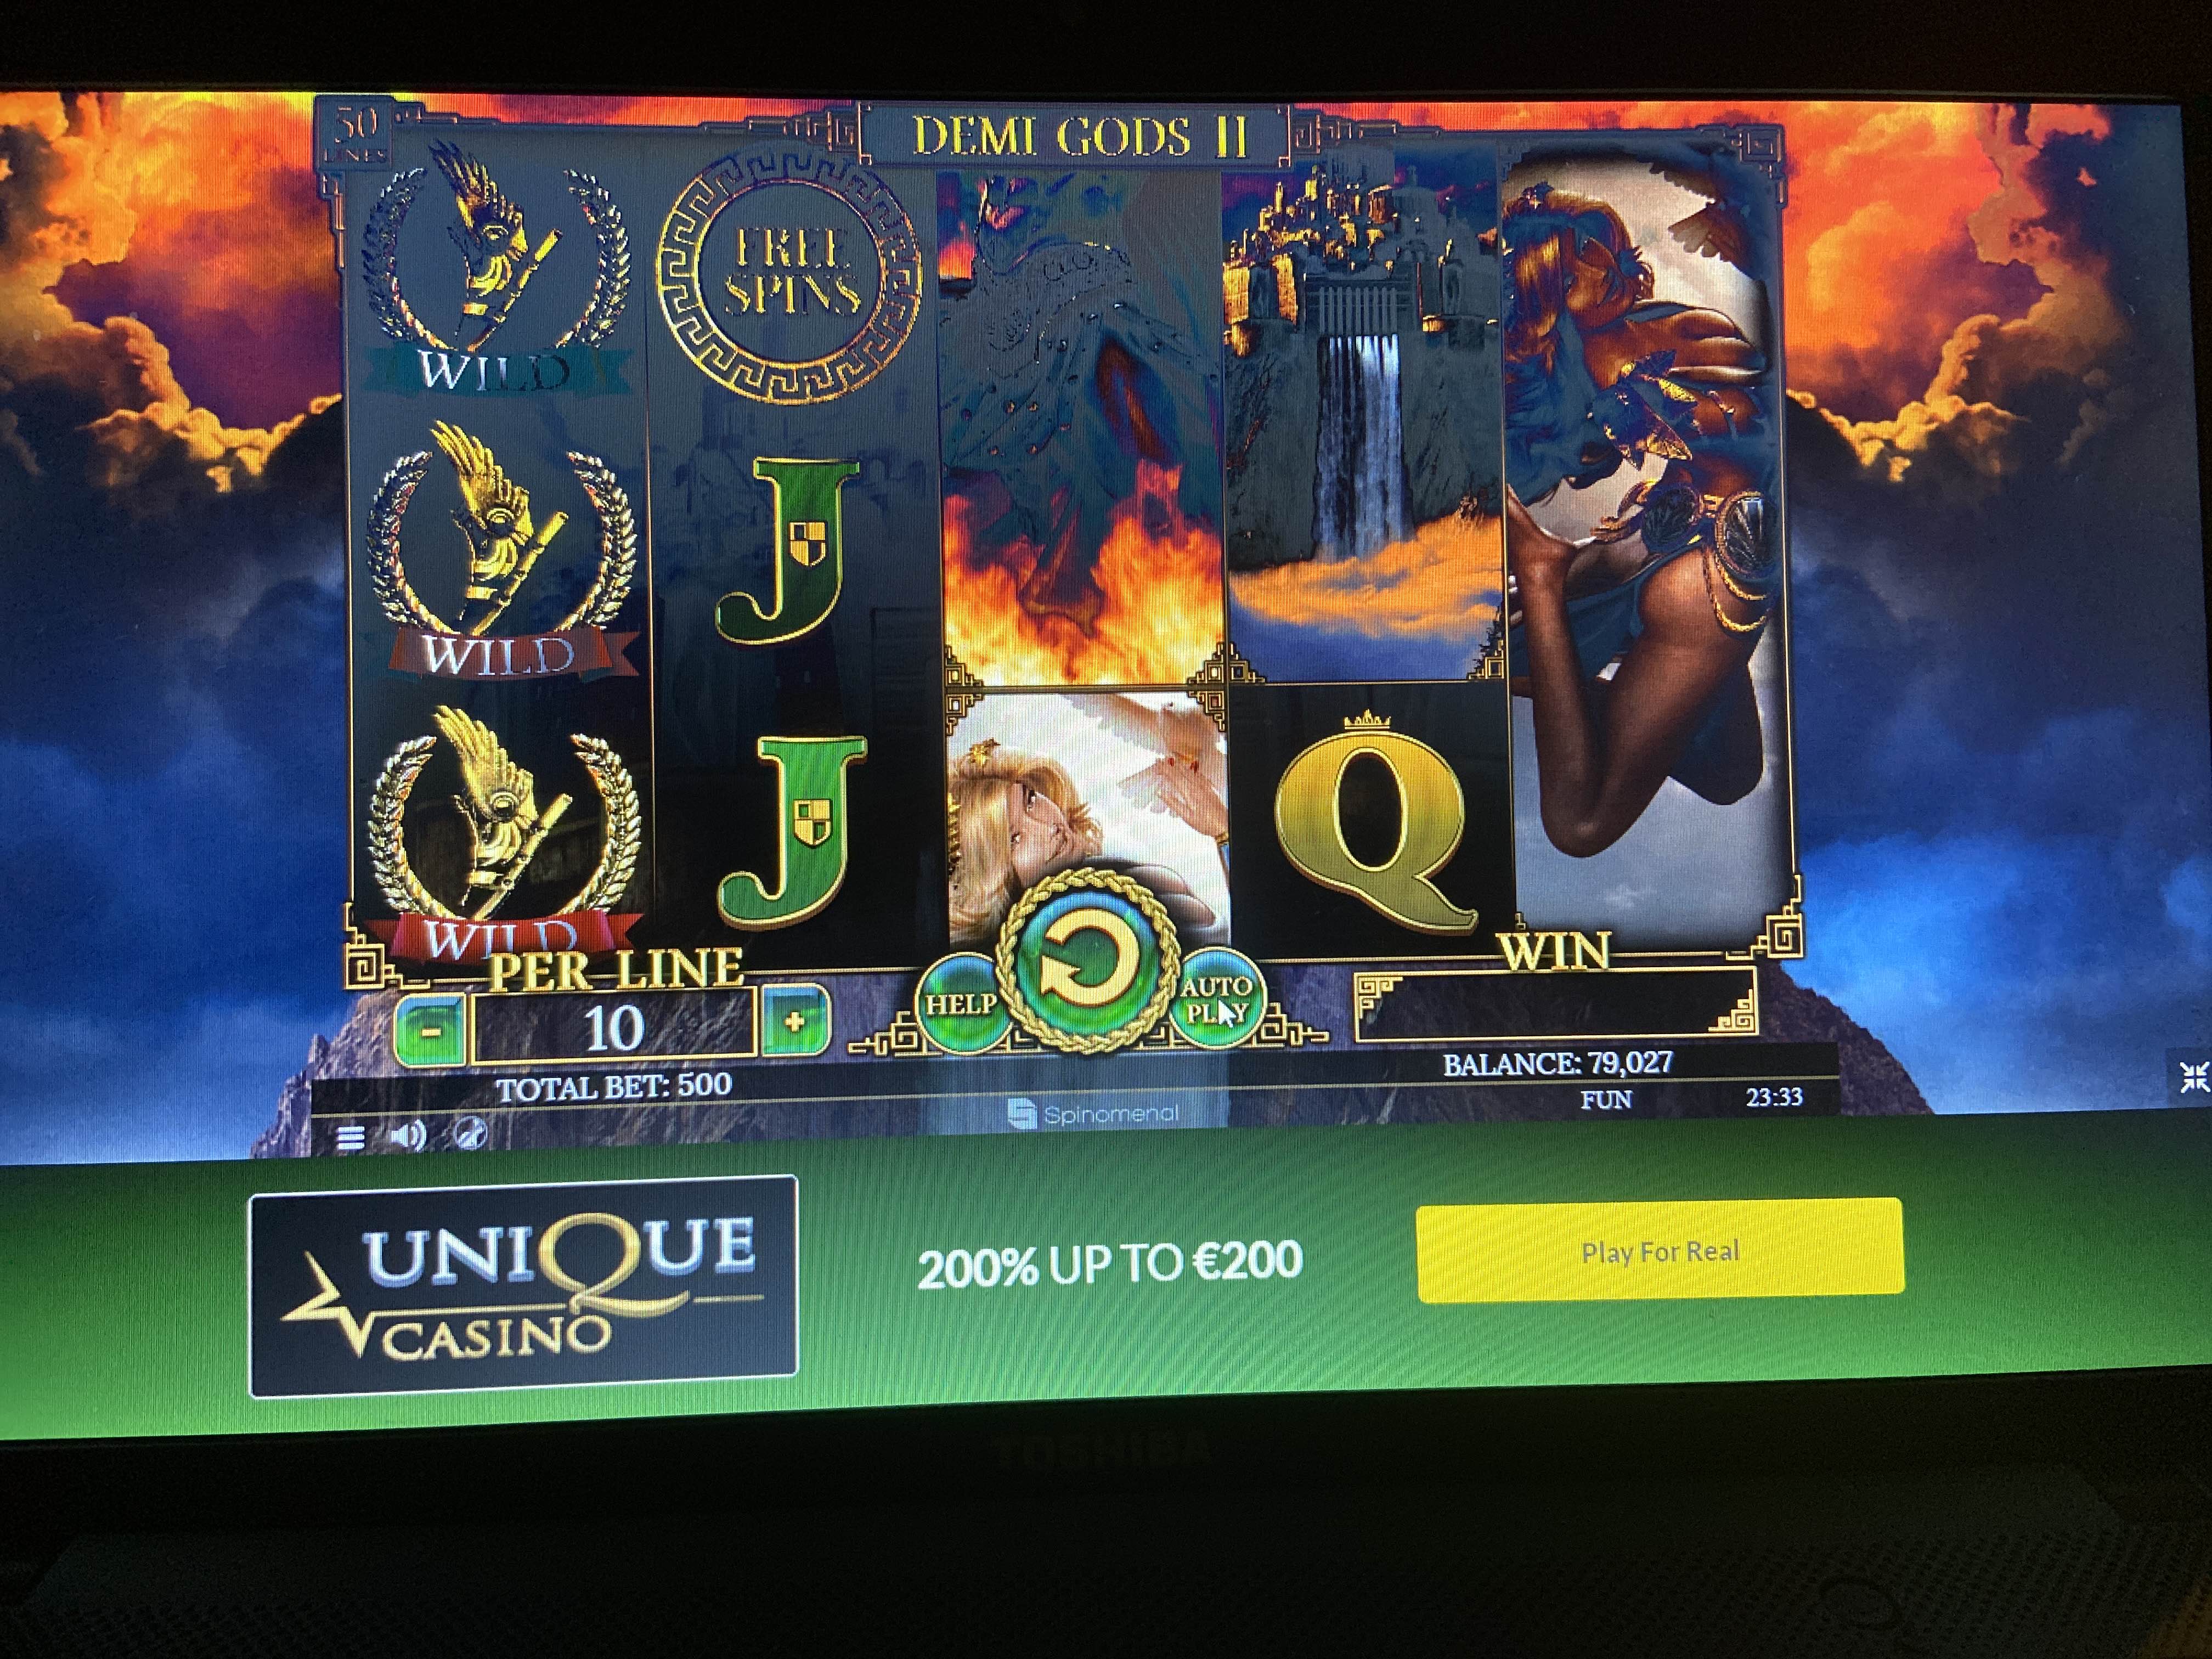 50
LINES
DEMI GODS II
WILD
FREE
SPINS
WILD
J
WILD
J
Q
PER LINE
WIN
-
10
+
HELP
AUTO
PLAY
TOTAL BET: 500
BALANCE: 79,027
FUN
23:33
Spinomenal
UNIQUE
CASINO
200% UP TO €200
Play For Real
TOSHIBA